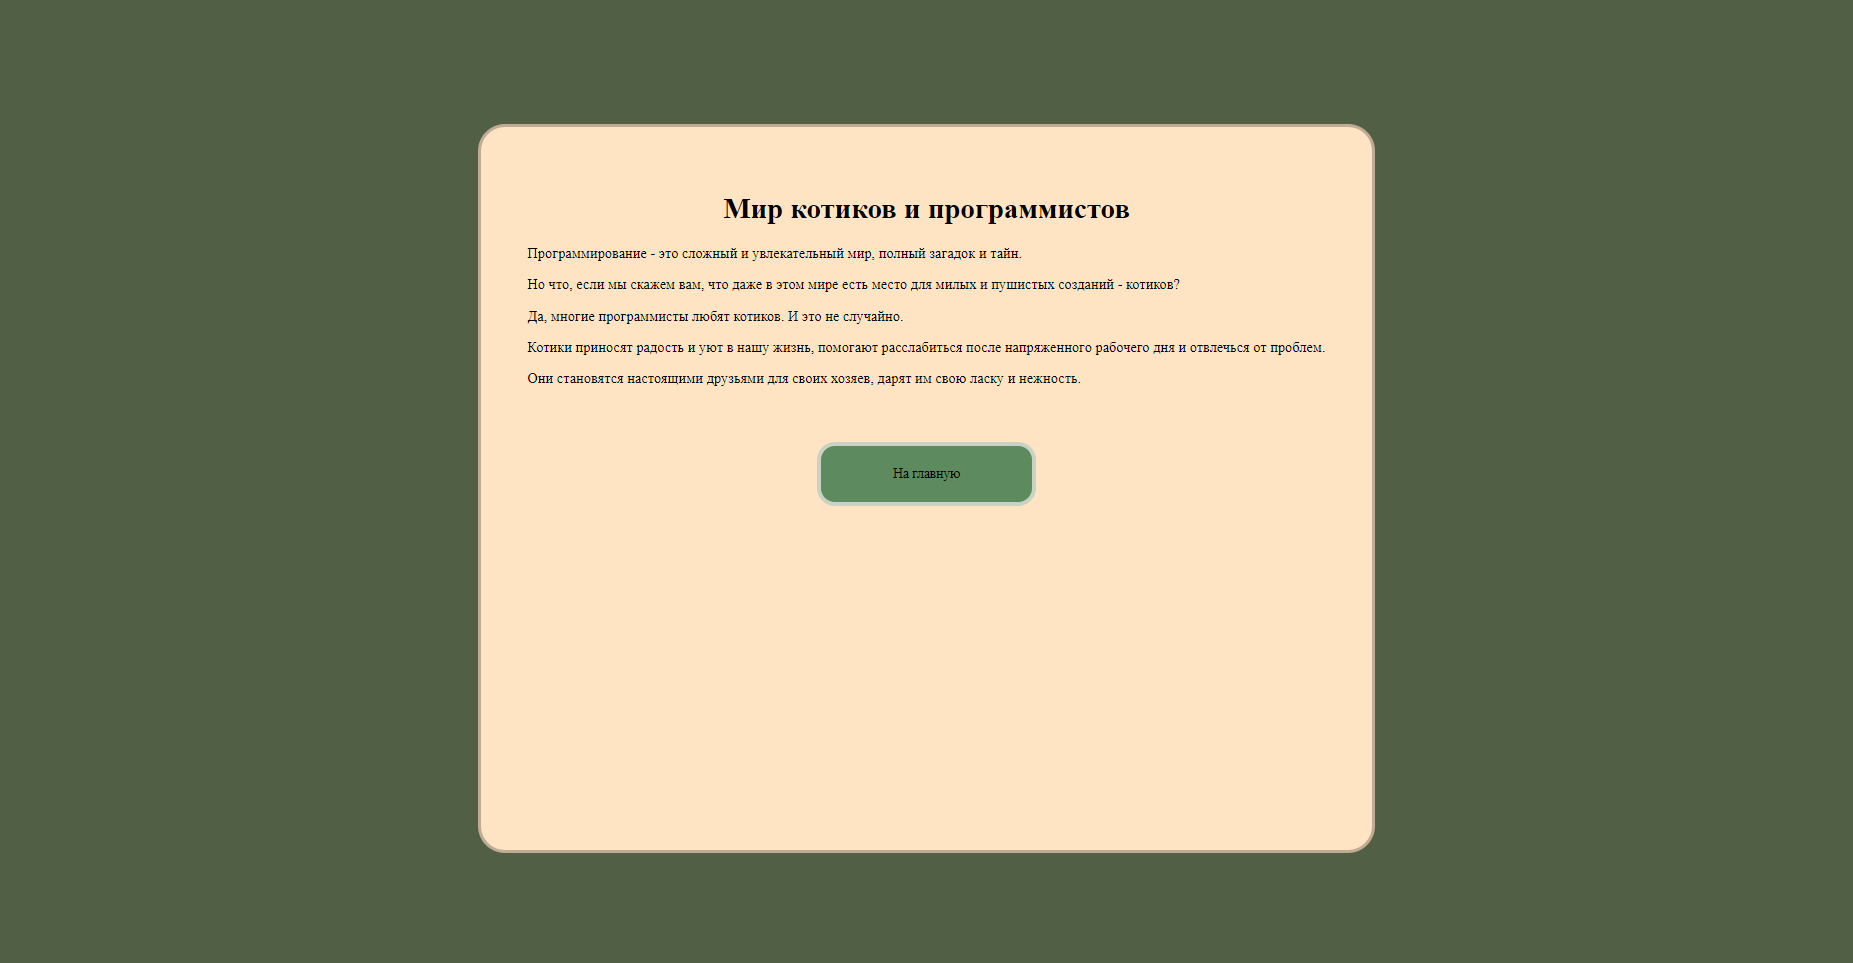 Мир котиков и программистов
Программирование - это сложный и увлекательный мир, полный загадок и тайн.
Но что, если мы скажем вам, что даже в этом мире есть место для милых и пушистых созданий - котиков?
Да, многие программисты любят котиков. И это не случайно.
Котики приносят радость и уют в нашу жизнь, помогают расслабиться после напряженного рабочего дня и отвлечься от проблем.
Они становятся настоящими друзьями для своих хозяев, дарят им свою ласку и нежность.
На главную